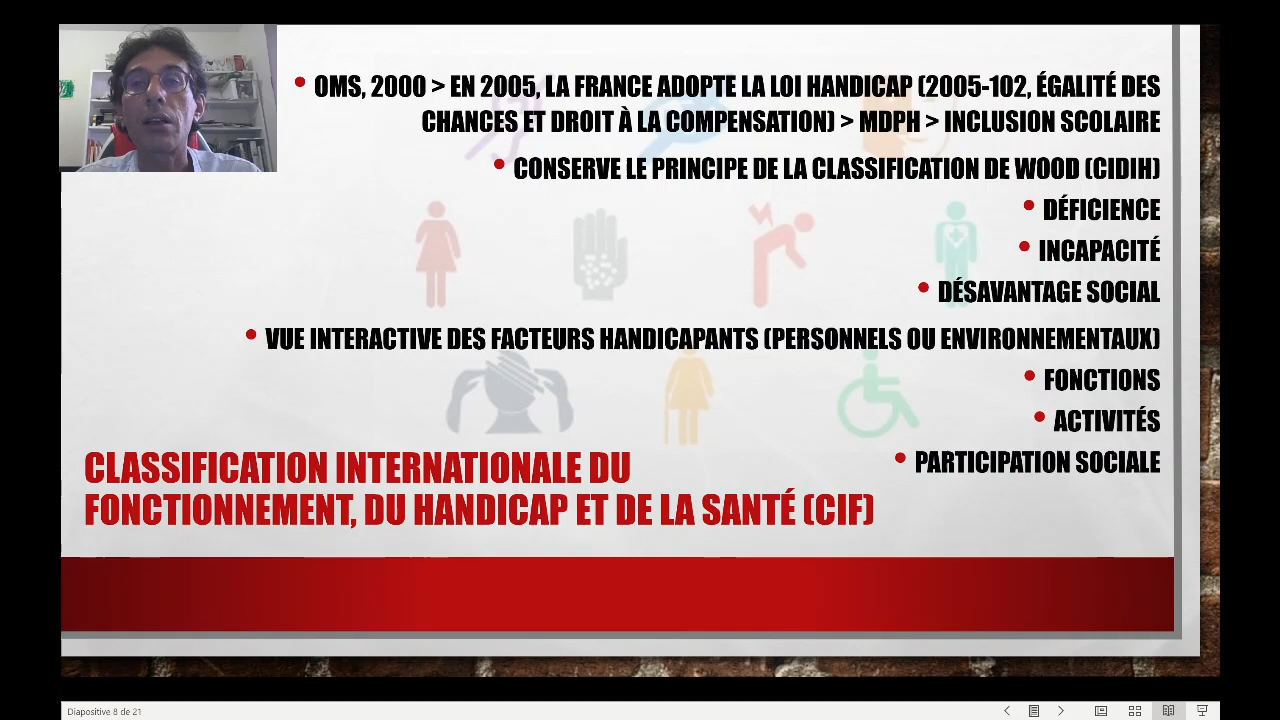 • OMS, 2000 > EN 2005, LA FRANCE ADOPTE LA LOI HANDICAP (2005-102, ÉGALITÉ DES
CHANCES ET DROIT À LA COMPENSATION) > MDPH > INCLUSION SCOLAIRE
• CONSERVE LE PRINCIPE DE LA CLASSIFICATION DE WOOD (CIDIH)
• DÉFICIENCE
• INCAPACITÉ
• DÉSAVANTAGE SOCIAL
• VUE INTERACTIVE DES FACTEURS HANDICAPANTS (PERSONNELS OU ENVIRONNEMENTAUX)
• FONCTIONS
• ACTIVITÉS
• PARTICIPATION SOCIALE
CLASSIFICATION INTERNATIONALE DU
FONCTIONNEMENT, DU HANDICAP ET DE LA SANTÉ (CIF)
Diapositive 8 de 21